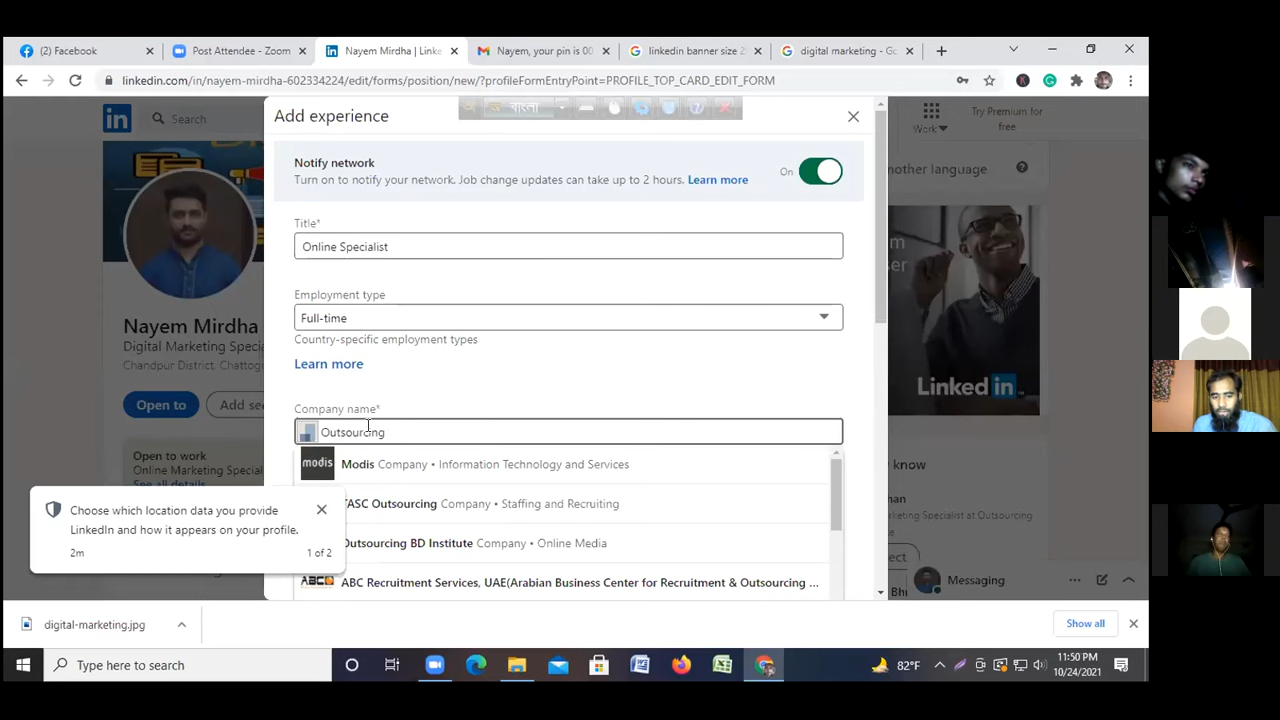 (2) Facebook
Post Attendee - Zoom
Nayem Mirdha | Linke
Nayem, your pin is 00
linkedin banner size 2
digital marketing - Go
linkedin.com/in/nayem-mirdha-602334224/edit/forms/position/new/?profileFormEntryPoint=PROFILE_TOP_CARD_EDIT_FORM
in
Search
Add experience
বাংলা
Work
Try Premium for
free
Notify network
Turn on to notify your network. Job change updates can take up to 2 hours. Learn more
On
nother language
Title*
Online Specialist
Employment type
Full-time
Country-specific employment types
Learn more
Nayem Mirdha
Digital Marketing Specia
Chandpur District, Chattog
Open to
Add se
Linked in
Company name*
Outsourcing
modis
Modis Company • Information Technology and Services
TASC Outsourcing Company • Staffing and Recruiting
Outsourcing BD Institute Company • Online Media
ABCO ABC Recruitment Services, UAE(Arabian Business Center for Recruitment & Outsourcing ...
Open to work
Online Marketing Special
See all details
Choose which location data you provide
LinkedIn and how it appears on your profile.
2m
1 of 2
y know
man
rketing Specialist at Outsourcing
ect
Bhi
Messaging
digital-marketing.jpg
Show all
Type here to search
82°F
11:50 PM
10/24/2021